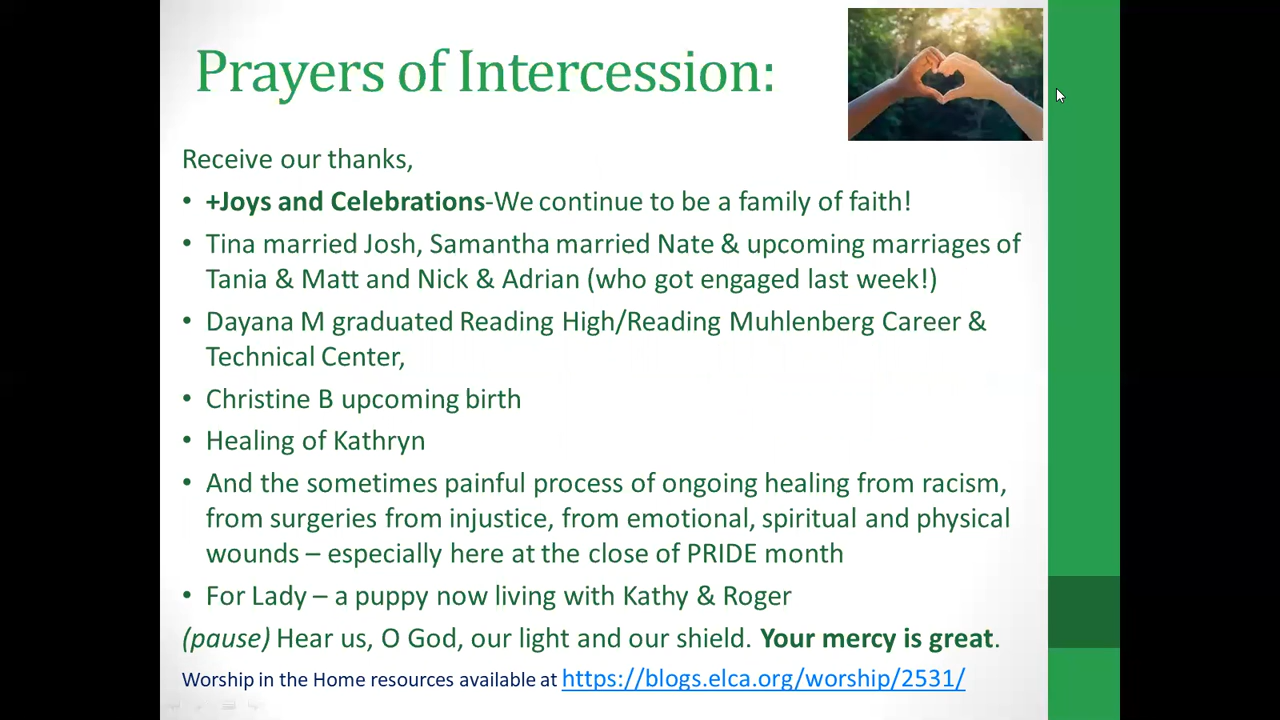 Prayers of Intercession:
Receive our thanks,
• +Joys and Celebrations-We continue to be a family of faith!
• Tina married Josh, Samantha married Nate & upcoming marriages of
Tania & Matt and Nick & Adrian (who got engaged last week!)
• Dayana M graduated Reading High/Reading Muhlenberg Career &
Technical Center,
• Christine B upcoming birth
• Healing of Kathryn
• And the sometimes painful process of ongoing healing from racism,
from surgeries from injustice, from emotional, spiritual and physical
wounds – especially here at the close of PRIDE month
• For Lady – a puppy now living with Kathy & Roger
(pause) Hear us, O God, our light and our shield. Your mercy is great.
Worship in the Home resources available at https://blogs.elca.org/worship/2531/